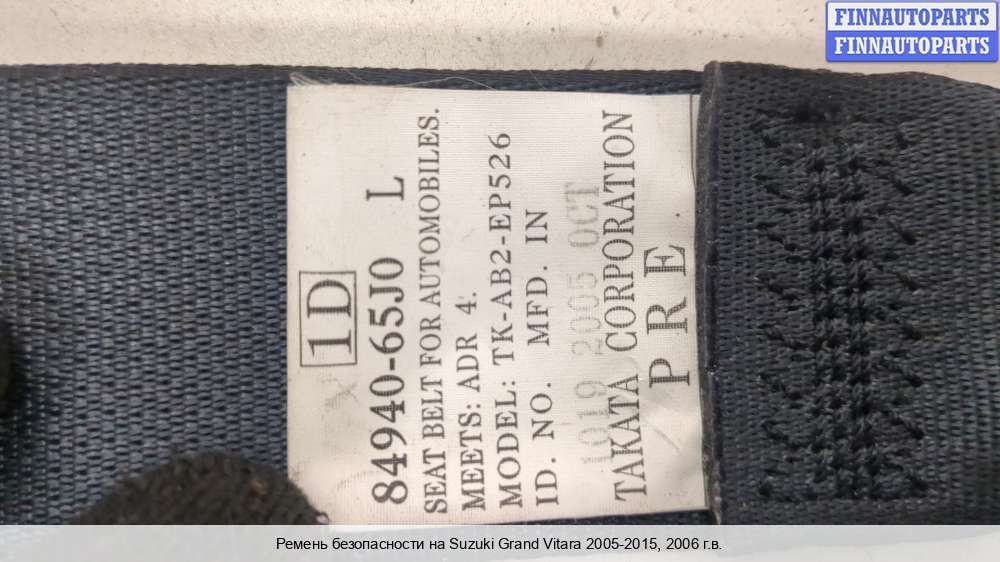 FINNAUTOPARTS
FINNAUTOPARTS
1D
84940-65J0 L
SEAT BELT FOR AUTOMOBILES.
MEETS: ADR 4.
MODEL: TK-AB2-EP526
ID. NO. MFD. IN
1019 2005 OCT
TAKATA CORPORATION
P R E
Ремень безопасности на Suzuki Grand Vitara 2005-2015, 2006 г.в.